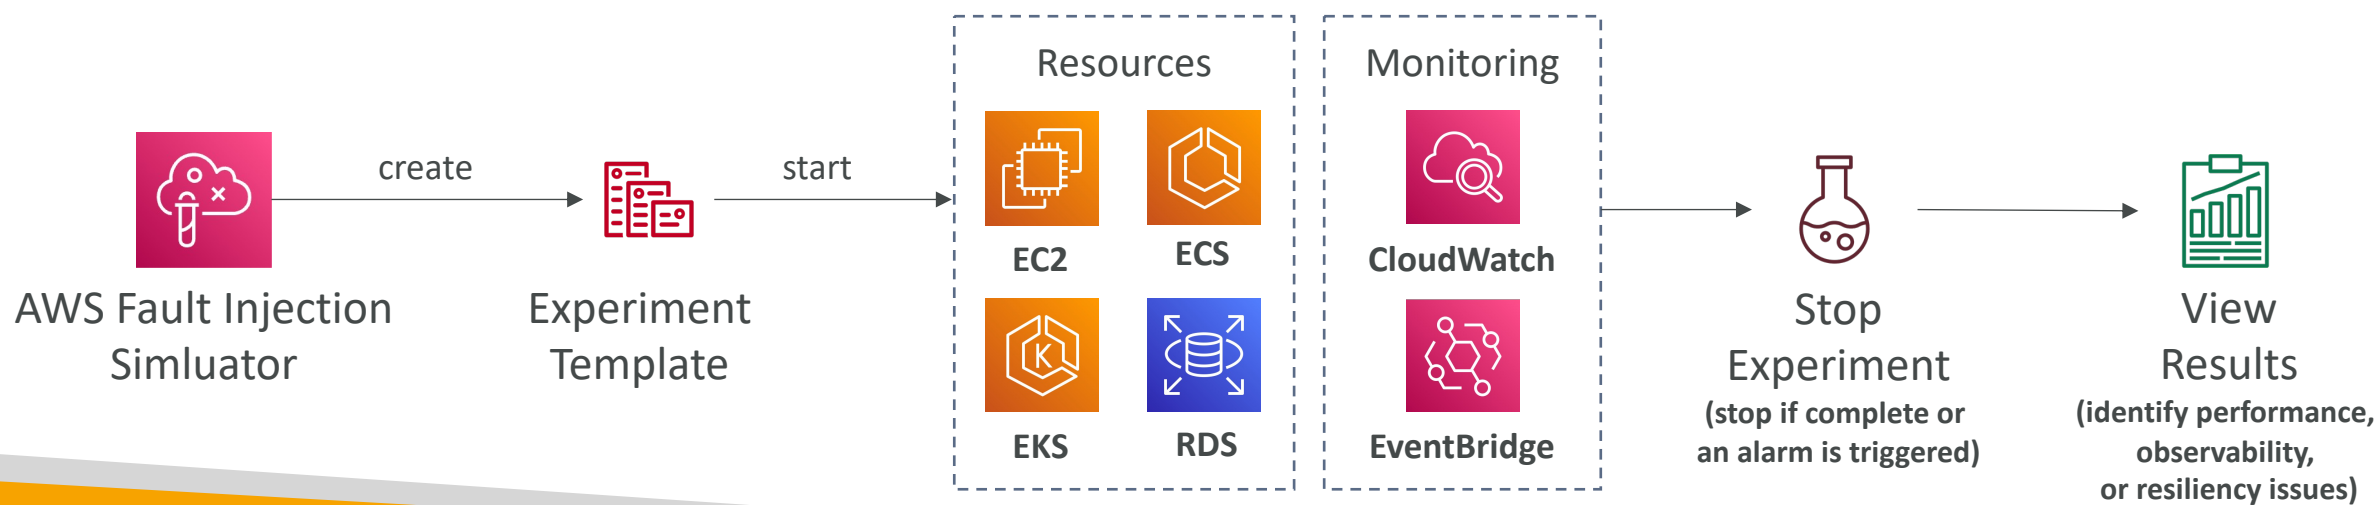 AWS Fault Injection
Simluator
create
Experiment
Template
start
Resources
EC2
ECS
EKS
RDS
Monitoring
CloudWatch
EventBridge
Stop
Experiment
(stop if complete or
an alarm is triggered)
View
Results
(identify performance,
observability,
or resiliency issues)
K